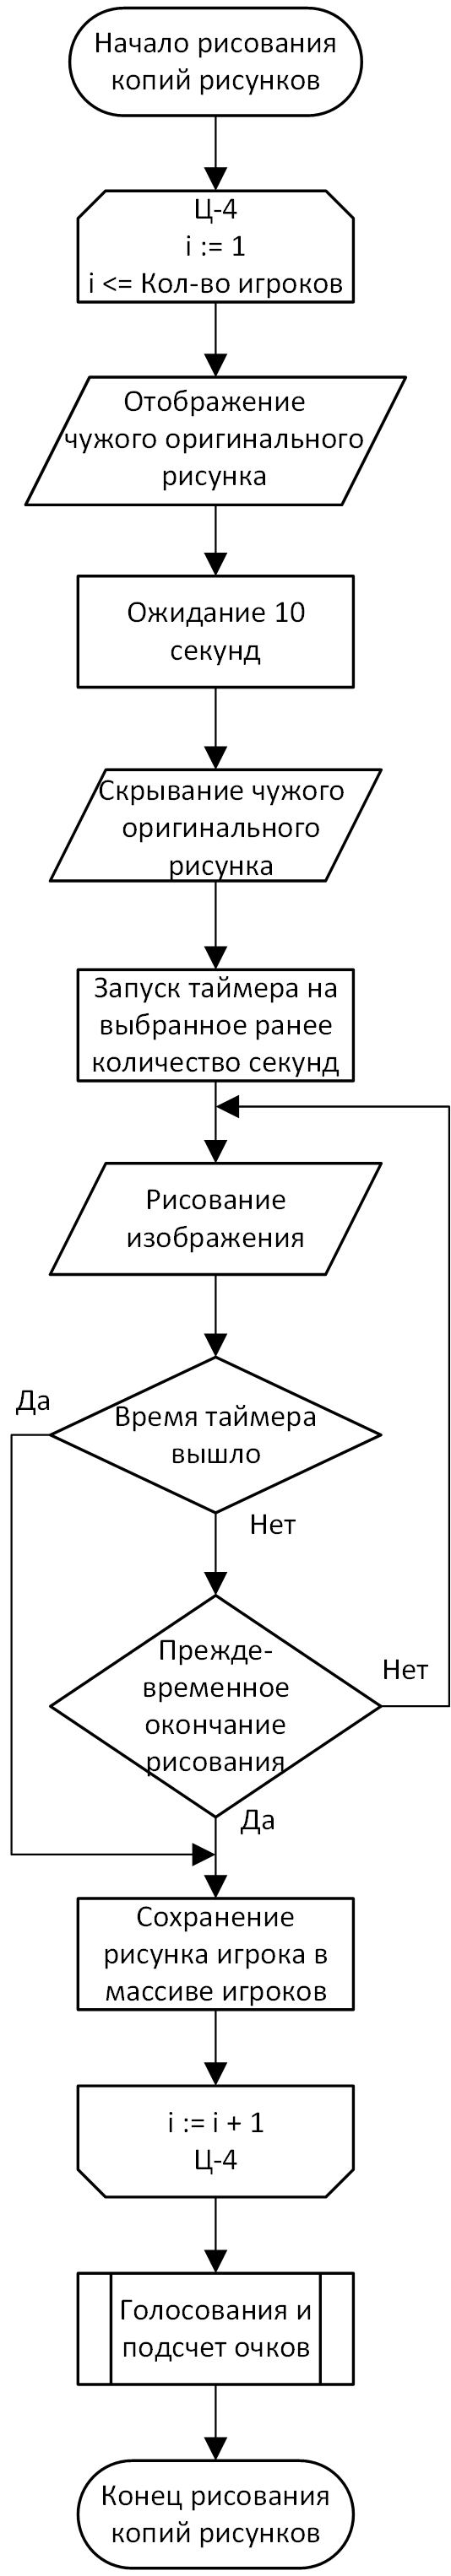 Начало рисования
копий рисунков
Ц-4
i := 1
i <= Кол-во игроков
Отображение
чужого оригинального
рисунка
Ожидание 10
секунд
Скрывание чужого
оригинального
рисунка
Запуск таймера на
выбранное ранее
количество секунд
Рисование
изображения
Да
Время таймера
вышло
Нет
Прежде-
временное
окончание
рисования
Нет
Да
Сохранение
рисунка игрока в
массиве игроков
i := i + 1
Ц-4
Голосования и
подсчет очков
Конец рисования
копий рисунков